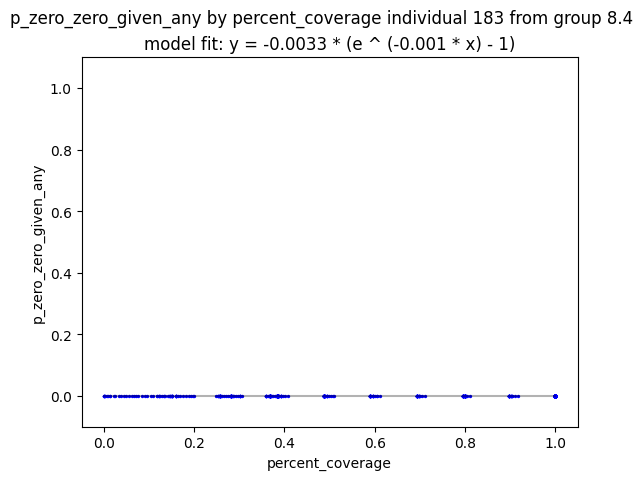 p_zero_zero_given_any by percent_coverage individual 183 from group 8.4
model fit: y = -0.0033 * (e ^ (-0.001 * x) - 1)
1.0
0.8
0.6
0.4
0.2
0.0
p_zero_zero_given_any
0.0 0.2 0.4 0.6 0.8 1.0
percent_coverage